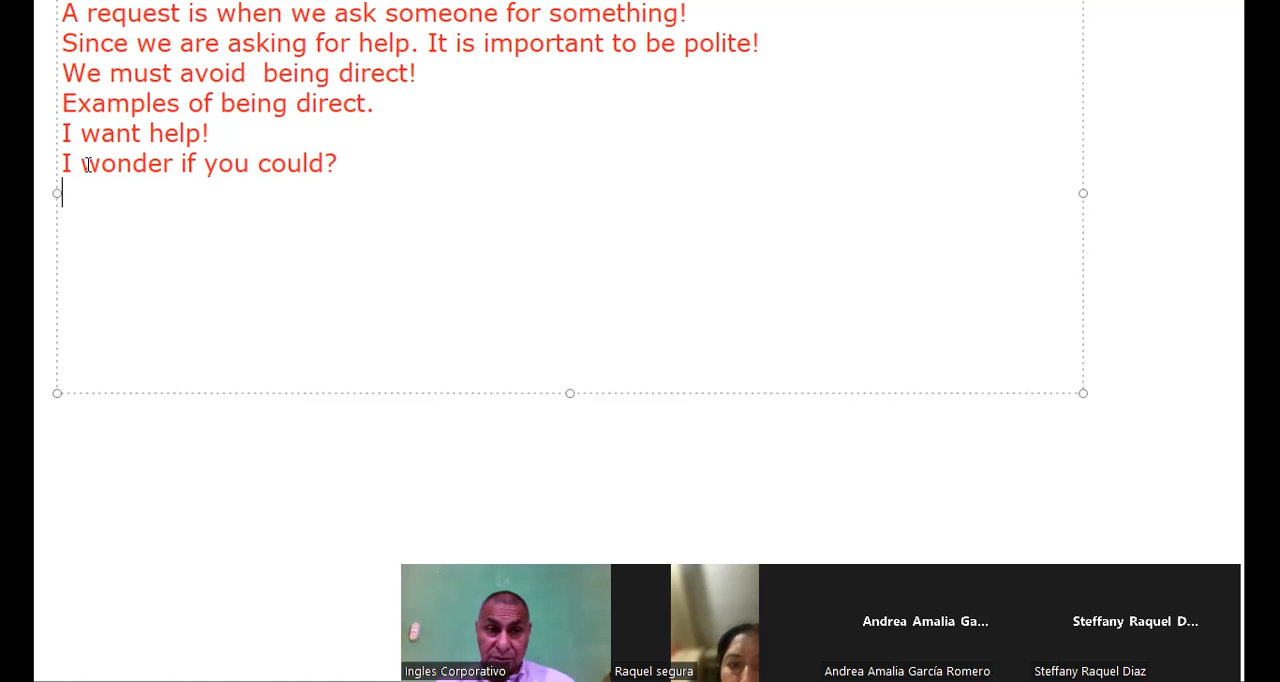 A request is when we ask someone for something!
Since we are asking for help. It is important to be polite!
We must avoid  being direct!
Examples of being direct.
I want help!
I wonder if you could?
Andrea Amalia Ga...
Steffany Raquel D...
Ingles Corporativo
Raquel segura
Andrea Amalia García Romero
Steffany Raquel Diaz